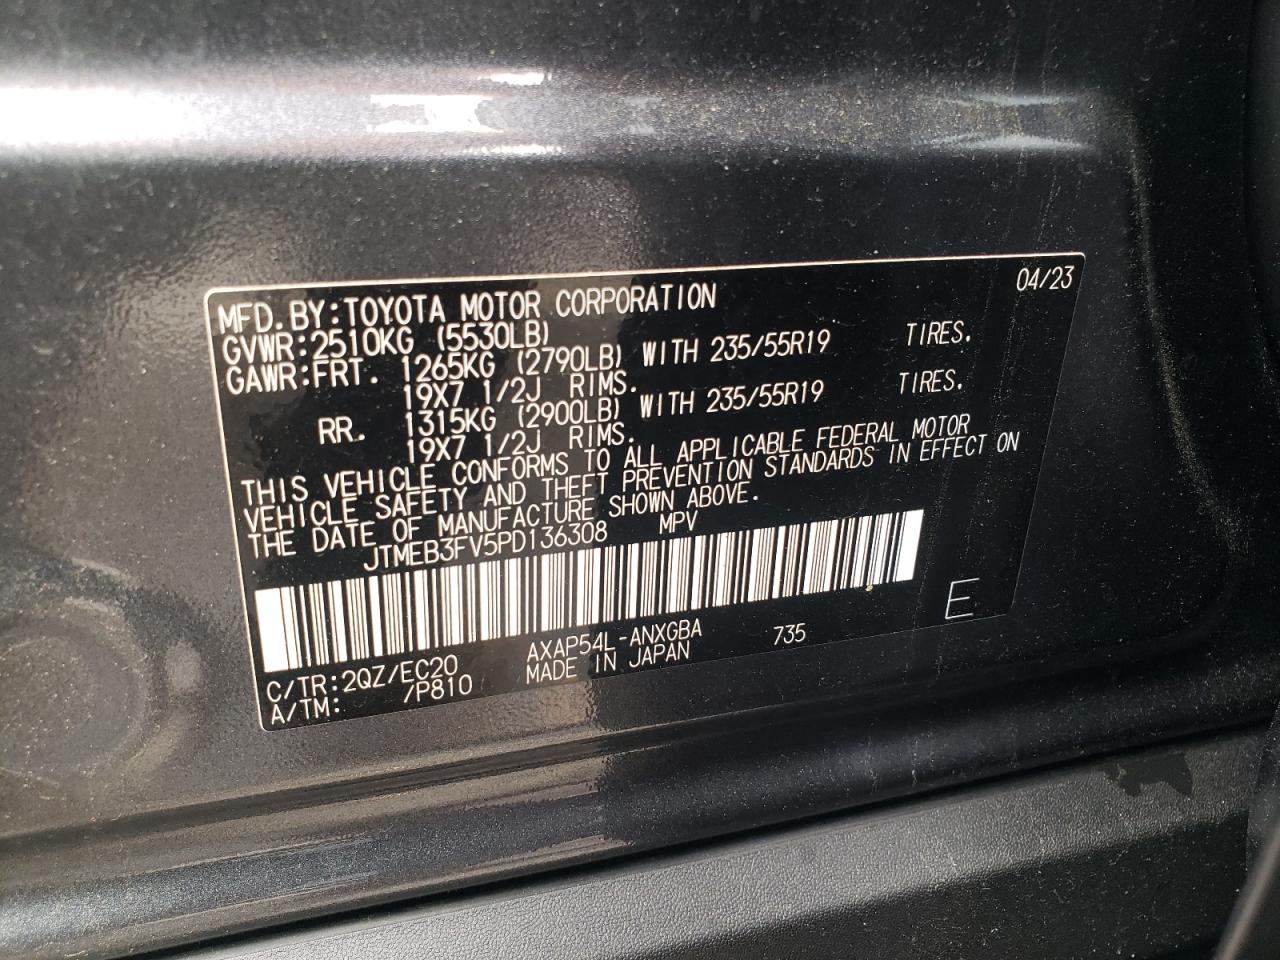 04/23
MFD.BY:TOYOTA MOTOR CORPORATION
GVWR:2510KG (5530LB)
GAWR:FRT. 1265KG (2790LB) WITH 235/55R19 TIRES.
19X7 1/2J RIMS.
RR. 1315KG (2900LB) WITH 235/55R19 TIRES.
19X7 1/2J RIMS.
THIS VEHICLE CONFORMS TO ALL APPLICABLE FEDERAL MOTOR
VEHICLE SAFETY AND THEFT PREVENTION STANDARDS IN EFFECT ON
THE DATE OF MANUFACTURE SHOWN ABOVE.
JTMEB3FV5PD136308 MPV
E
C/TR:2QZ/EC20 AXAP54L-ANXGBA 735
A/TM: /P810 MADE IN JAPAN